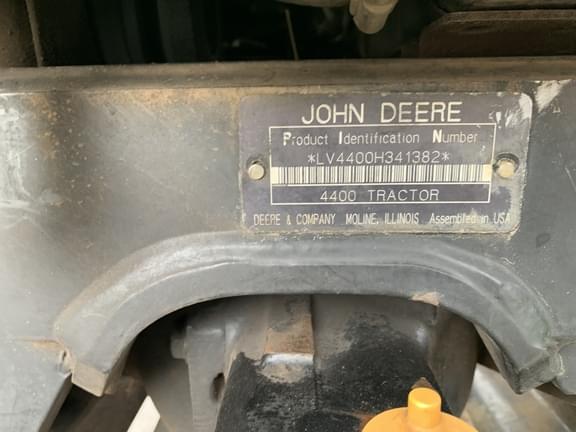 JOHN DEERE
Product Identification Number
*LV4400H341382*
4400 TRACTOR
DEERE & COMPANY MOLINE, ILLINOIS Assembled in USA